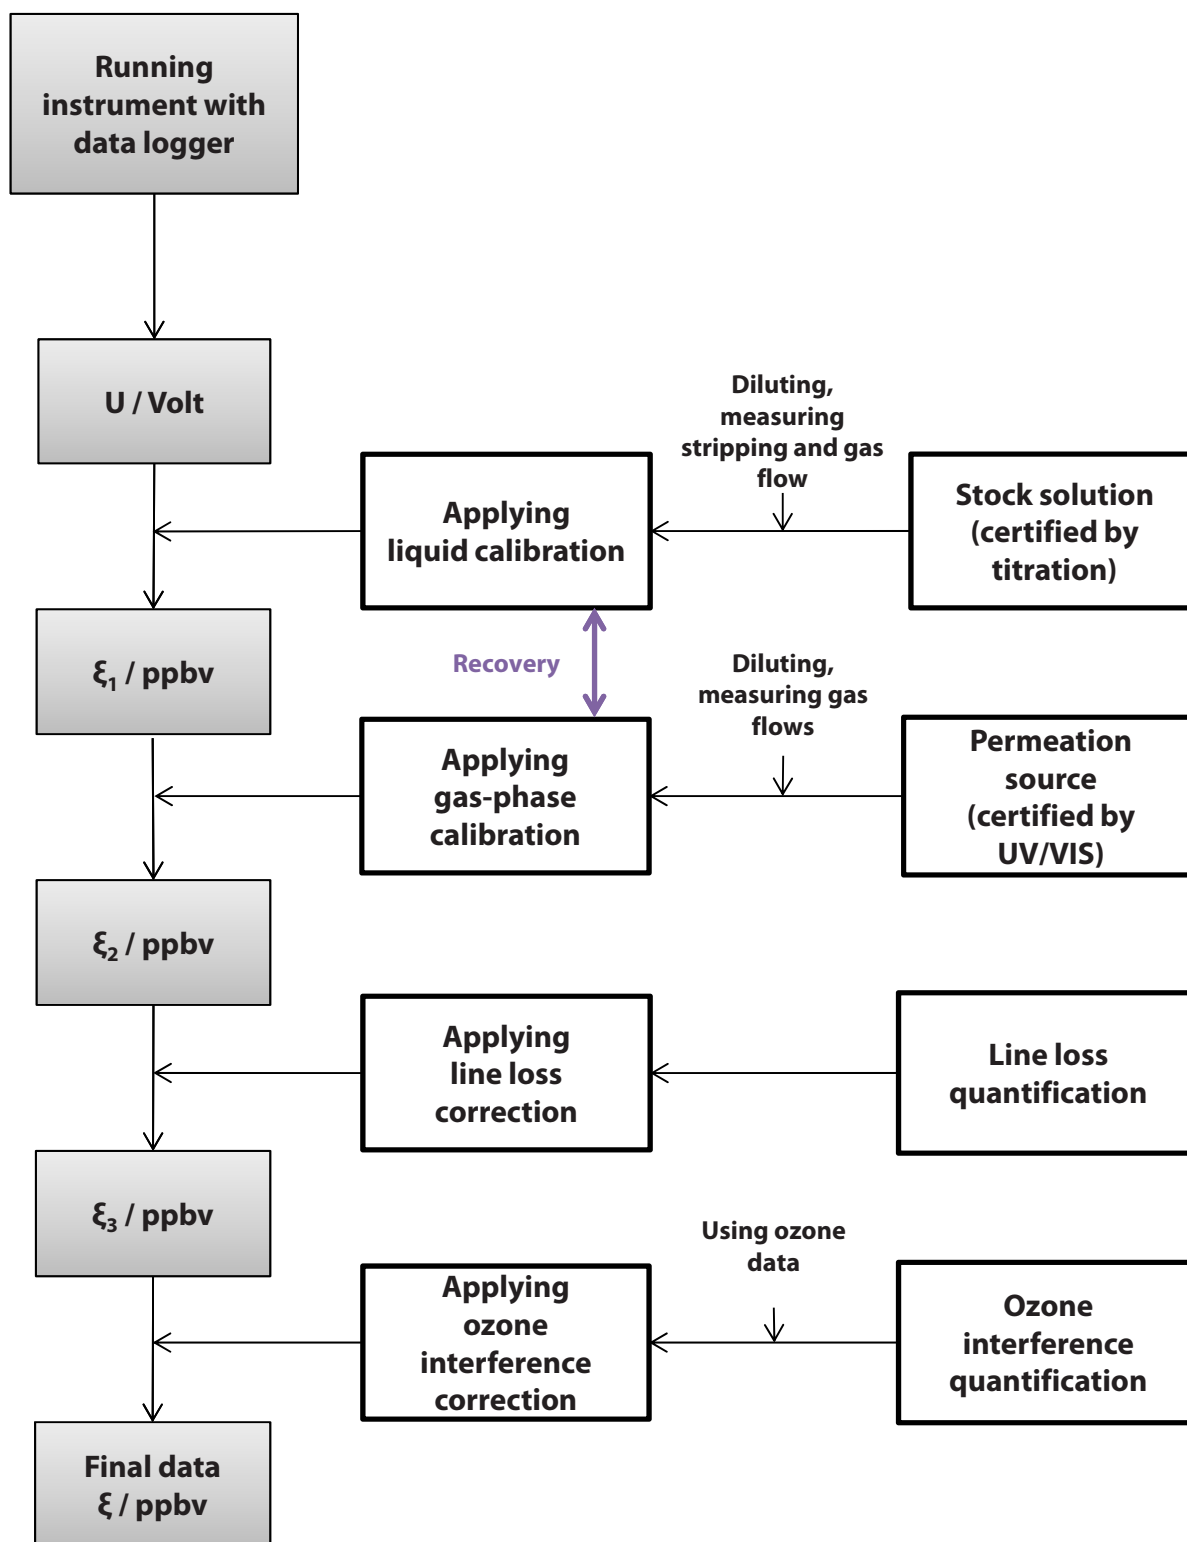 Running
instrument with
data logger
U / Volt
Diluting,
measuring
stripping and gas
flow
Applying
liquid calibration
Stock solution
(certified by
titration)
ξ₁ / ppbv
Recovery
Diluting,
measuring gas
flows
Applying
gas-phase
calibration
Permeation
source
(certified by
UV/VIS)
ξ₂ / ppbv
Applying
line loss
correction
Line loss
quantification
ξ₃ / ppbv
Using ozone
data
Applying
ozone
interference
correction
Ozone
interference
quantification
Final data
ξ / ppbv